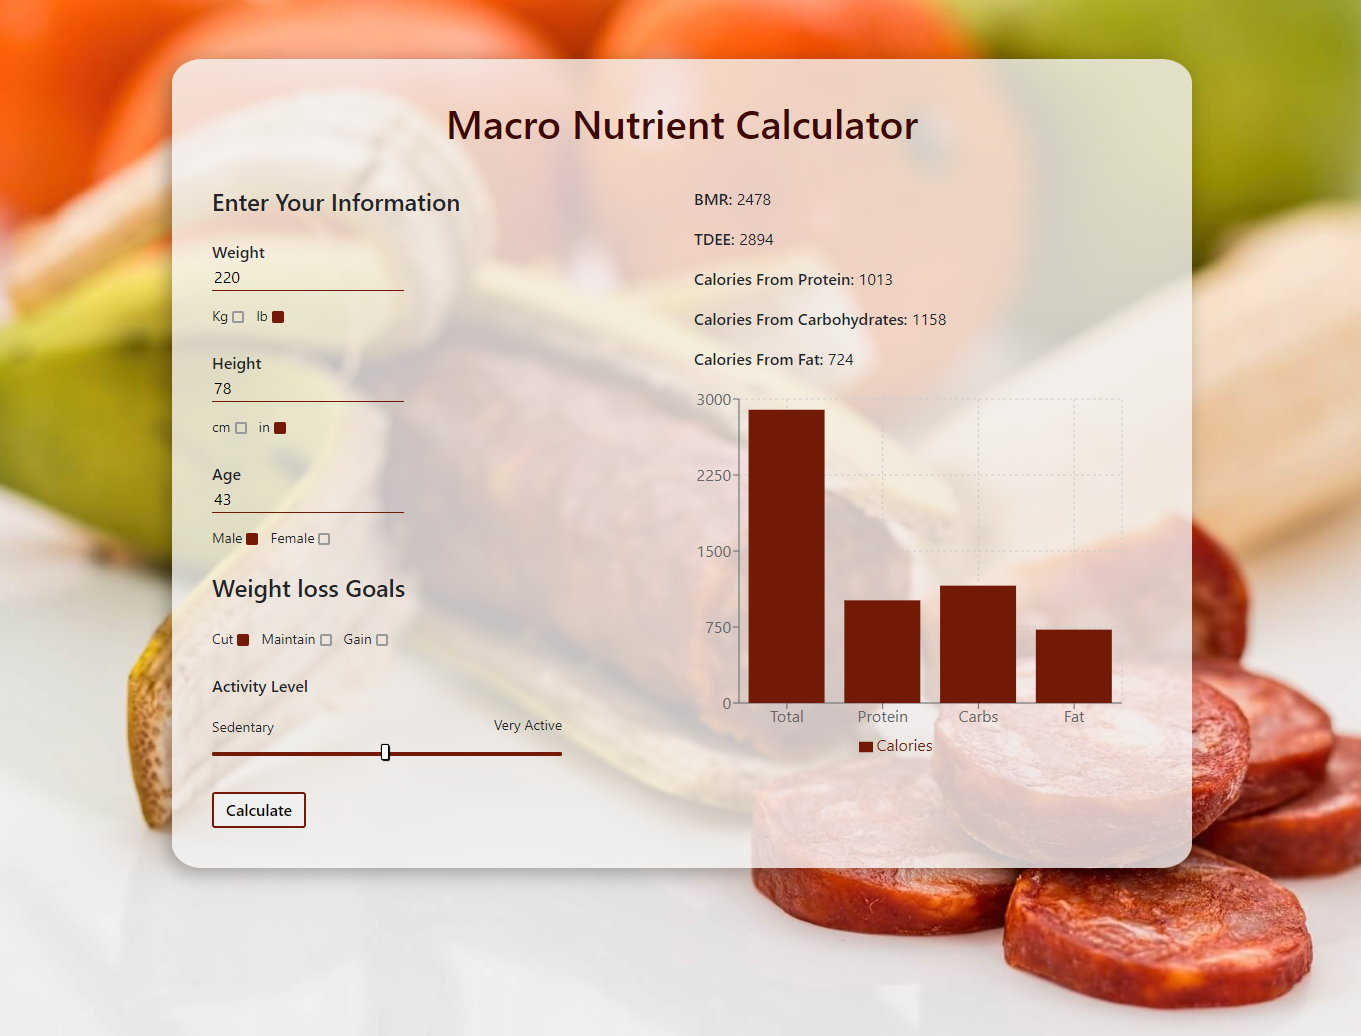 Macro Nutrient Calculator
Enter Your Information
Weight
220
Kg lb
Height
78
cm in
Age
43
Male Female
Weight loss Goals
Cut Maintain Gain
Activity Level
Sedentary Very Active
Calculate
BMR: 2478
TDEE: 2894
Calories From Protein: 1013
Calories From Carbohydrates: 1158
Calories From Fat: 724
3000
2250
1500
750
0
Total Protein Carbs Fat
Calories